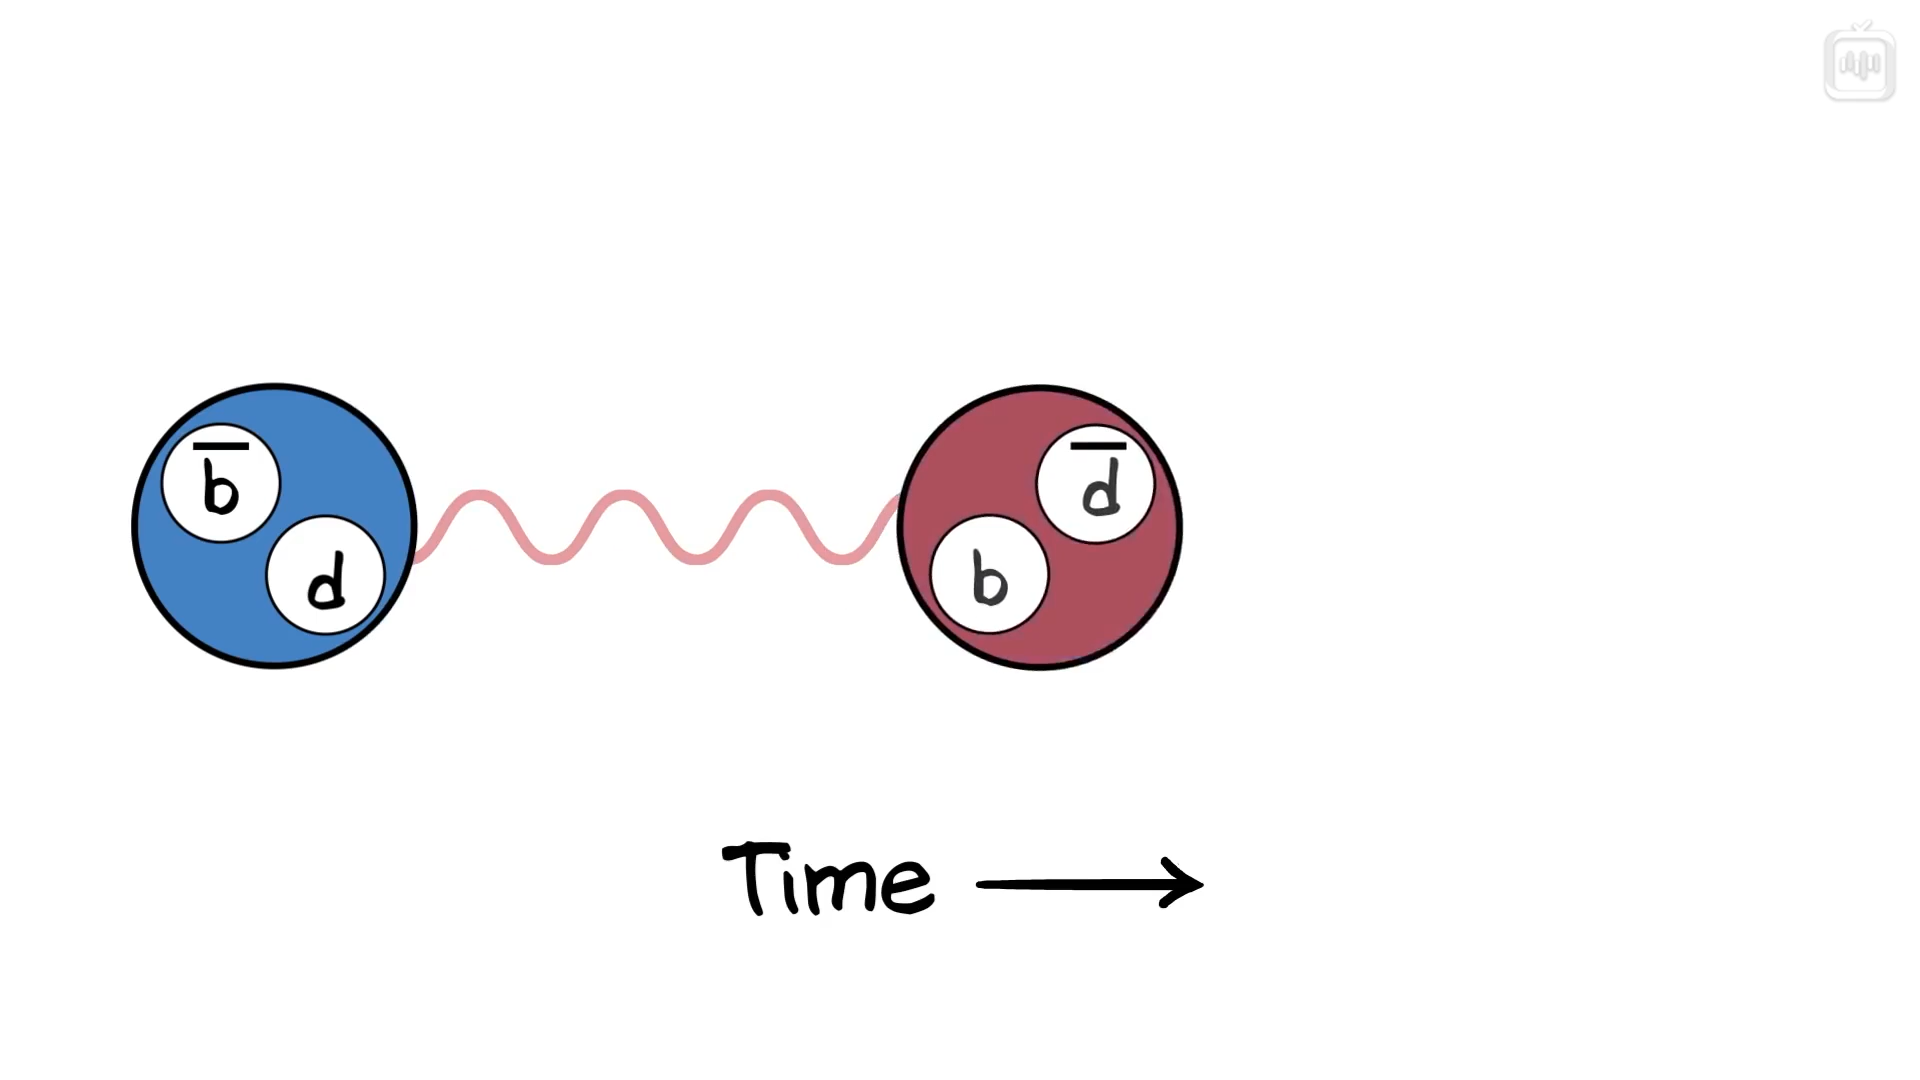 b̅ d̅
d b
Time →